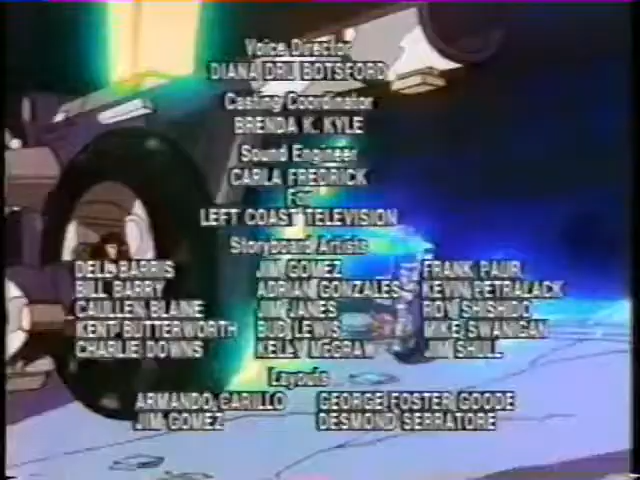 Voice Director
DIANA DRU BOTSFORD
Casting Coordinator
BRENDA K. KYLE
Sound Engineer
CARLA FREDRICK
For
LEFT COAST TELEVISION
Storyboard Artists
DELL BARRIS JIM GOMEZ FRANK PAUR
BILL BARRY ADRIAN GONZALES KEVIN PETRALACK
CAULLEN BLAINE JIM JANES RON SHISHIDO
KENT BUTTERWORTH BUD LEWIS MIKE SWANIGAN
CHARLIE DOWNS KELLY MCGRAW JIM SHULL
Layouts
ARMANDO CARILLO GEORGE FOSTER GOODE
JIM GOMEZ DESMOND SERRATORE